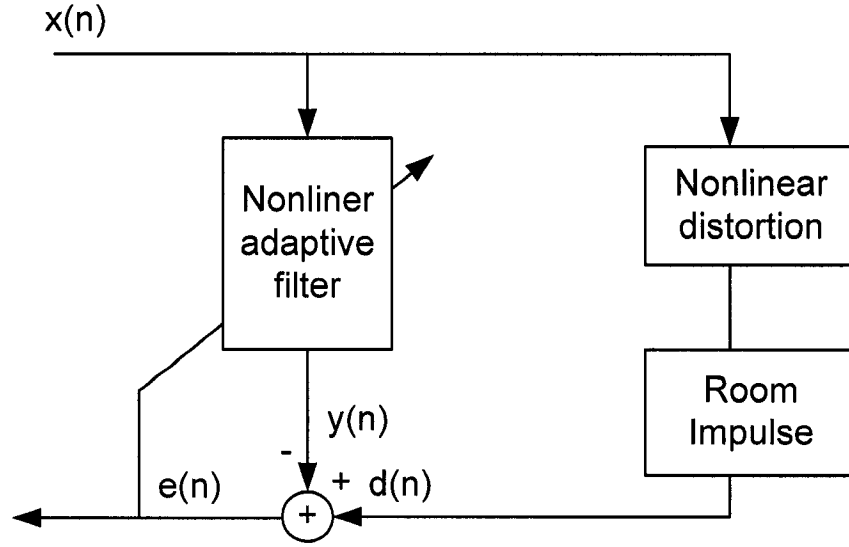 x(n)
Nonliner
adaptive
filter
Nonlinear
distortion
Room
Impulse
y(n)
-
+ d(n)
e(n)
+